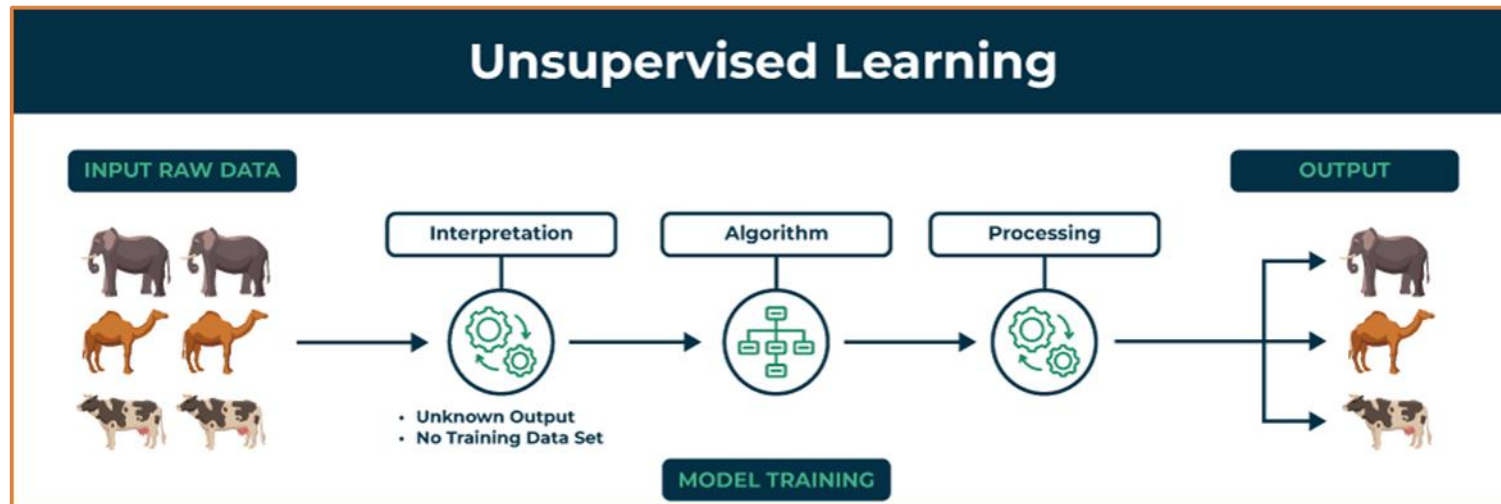 Unsupervised Learning
INPUT RAW DATA
OUTPUT
Interpretation
Algorithm
Processing
• Unknown Output
• No Training Data Set
MODEL TRAINING